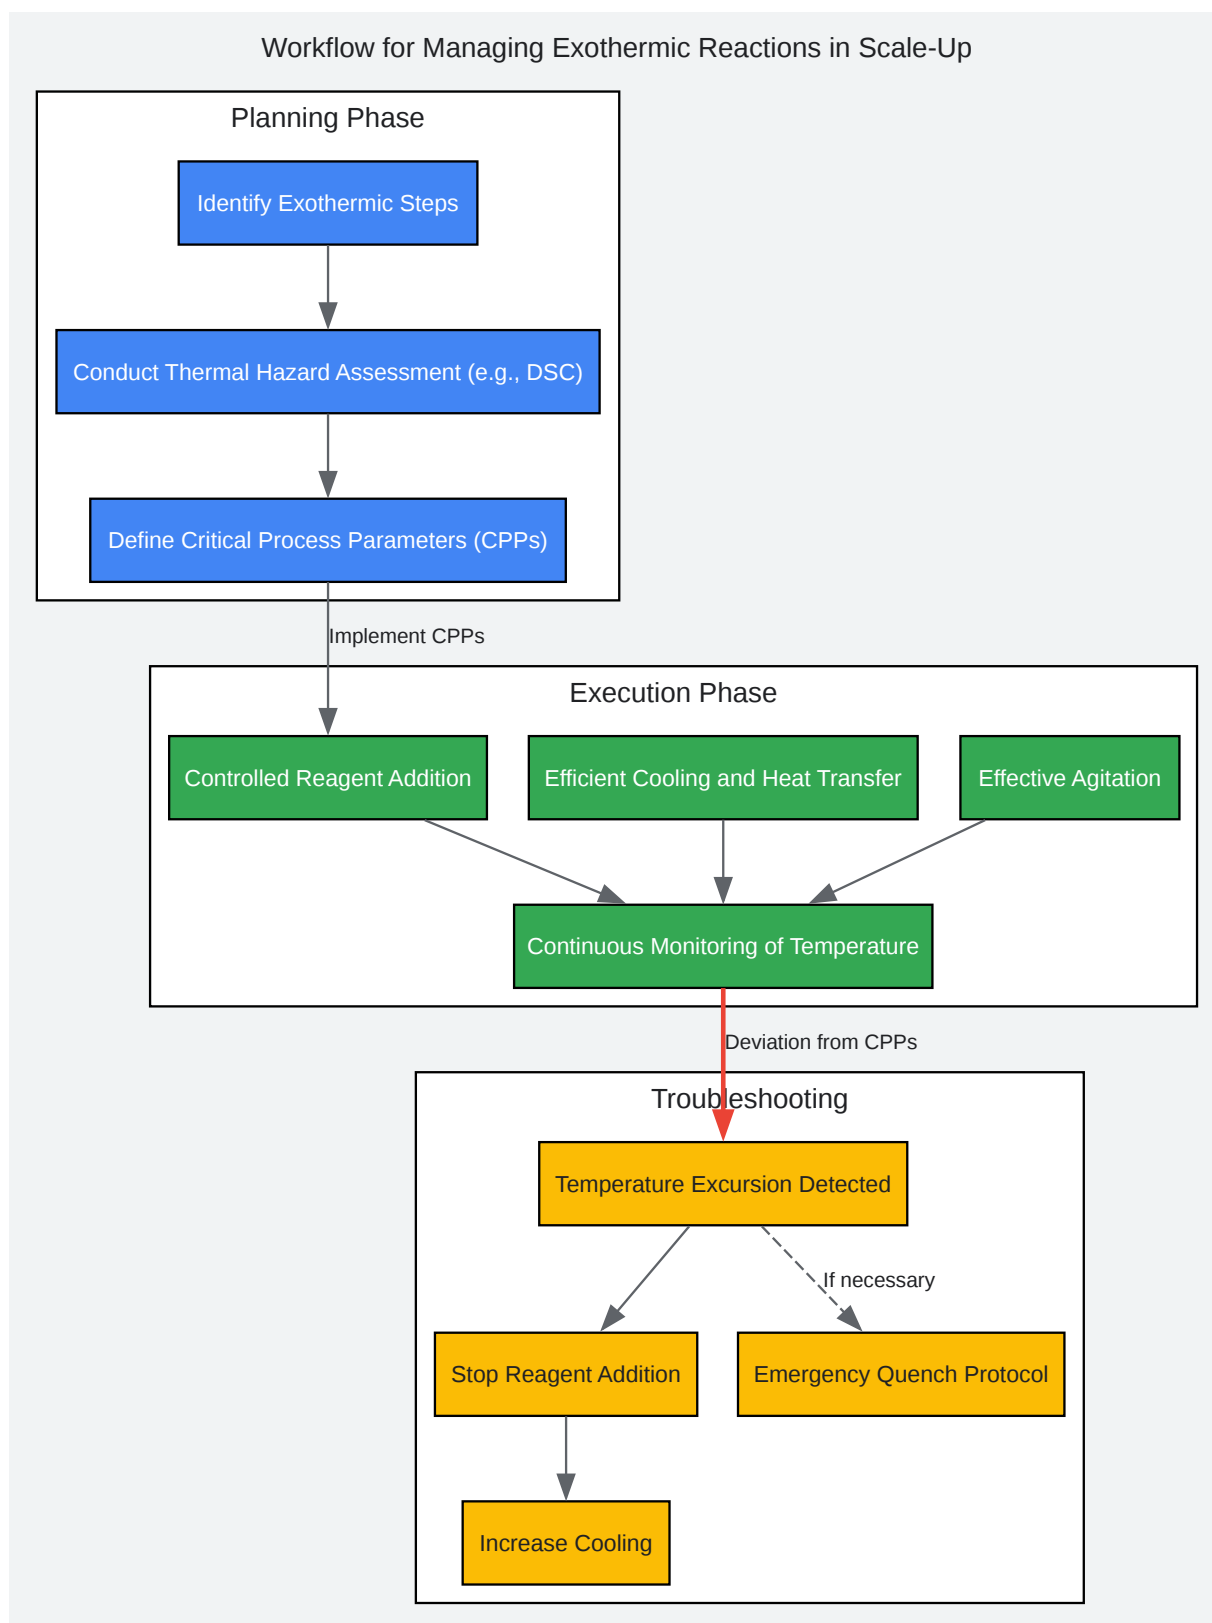 Workflow for Managing Exothermic Reactions in Scale-Up
Planning Phase
Identify Exothermic Steps
Conduct Thermal Hazard Assessment (e.g., DSC)
Define Critical Process Parameters (CPPs)
Implement CPPs
Execution Phase
Controlled Reagent Addition
Efficient Cooling and Heat Transfer
Effective Agitation
Continuous Monitoring of Temperature
Deviation from CPPs
Troubleshooting
Temperature Excursion Detected
If necessary
Stop Reagent Addition
Emergency Quench Protocol
Increase Cooling